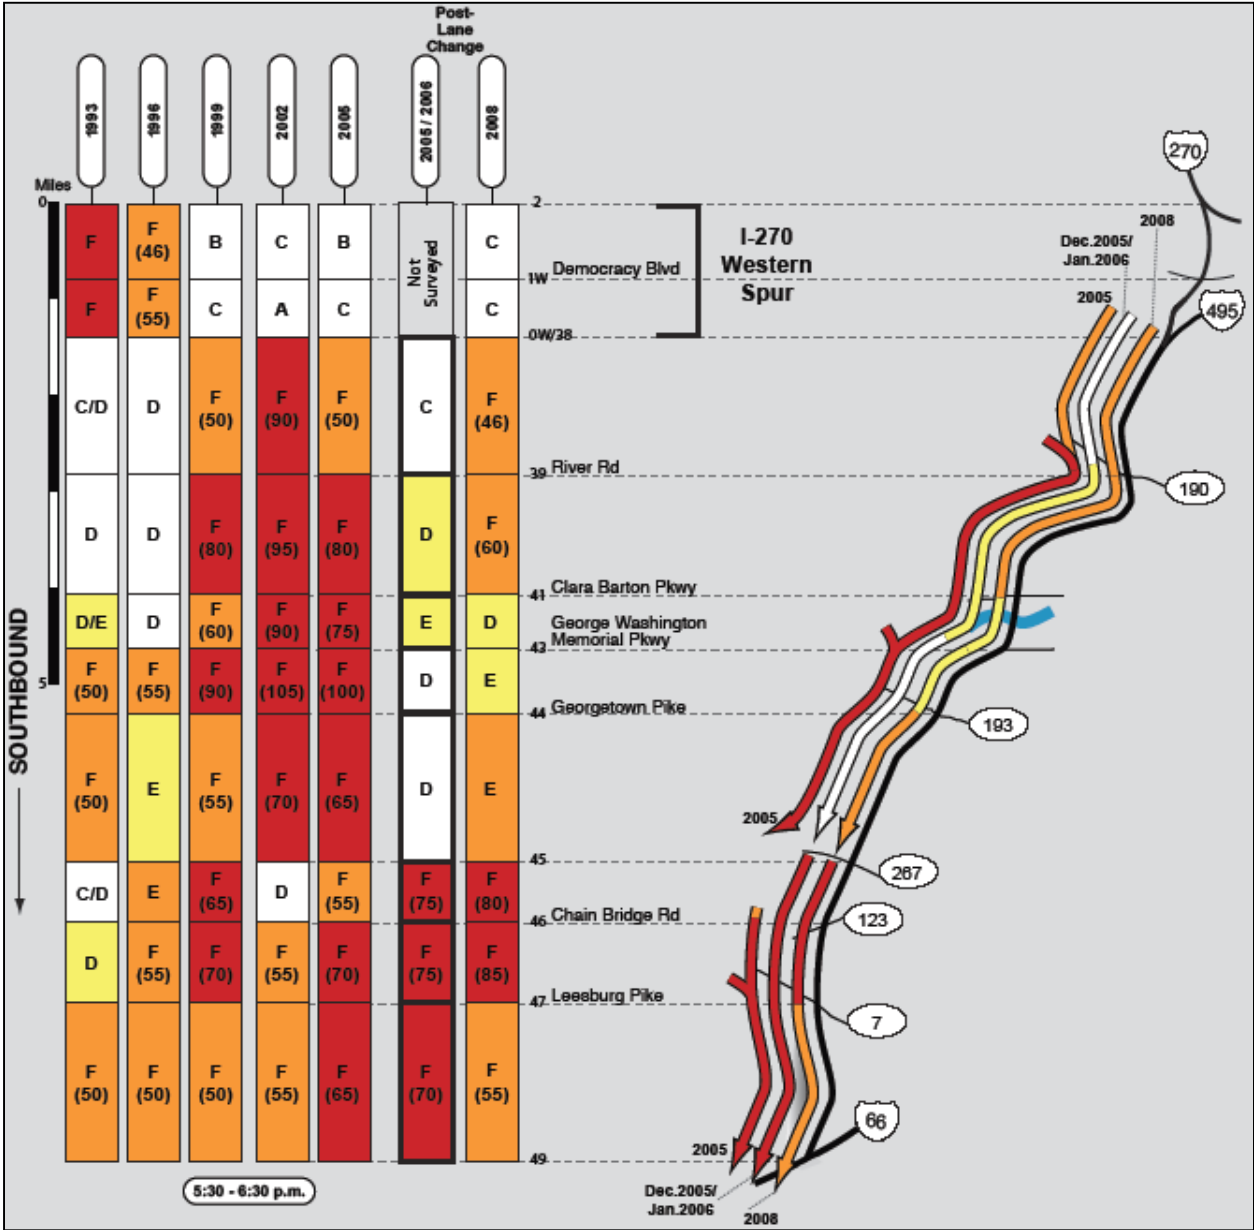 Post-
Lane
Change
1993
1996
1999
2002
2005
2005 / 2006
2008
Miles
0
5
SOUTHBOUND
F
F
(46)
B
C
B
Not
Surveyed
C
F
F
(55)
C
A
C
C
C/D
D
F
(50)
F
(90)
F
(50)
C
F
(46)
D
D
F
(80)
F
(95)
F
(80)
D
F
(60)
D/E
D
F
(60)
F
(90)
F
(75)
E
D
F
(50)
F
(55)
F
(90)
F
(105)
F
(100)
D
E
F
(50)
E
F
(55)
F
(70)
F
(65)
D
E
C/D
E
F
(65)
D
F
(55)
F
(75)
F
(80)
D
F
(55)
F
(70)
F
(55)
F
(70)
F
(75)
F
(85)
F
(50)
F
(50)
F
(50)
F
(55)
F
(65)
F
(70)
F
(55)
5:30 - 6:30 p.m.
2
Democracy Blvd
1W
0W/38
I-270
Western
Spur
River Rd
39
Clara Barton Pkwy
41
George Washington
Memorial Pkwy
43
Georgetown Pike
44
45
Chain Bridge Rd
46
Leesburg Pike
47
49
270
2008
Dec.2005/
Jan.2006
2005
495
190
193
2005
267
123
7
66
2005
Dec.2005/
Jan.2006
2008